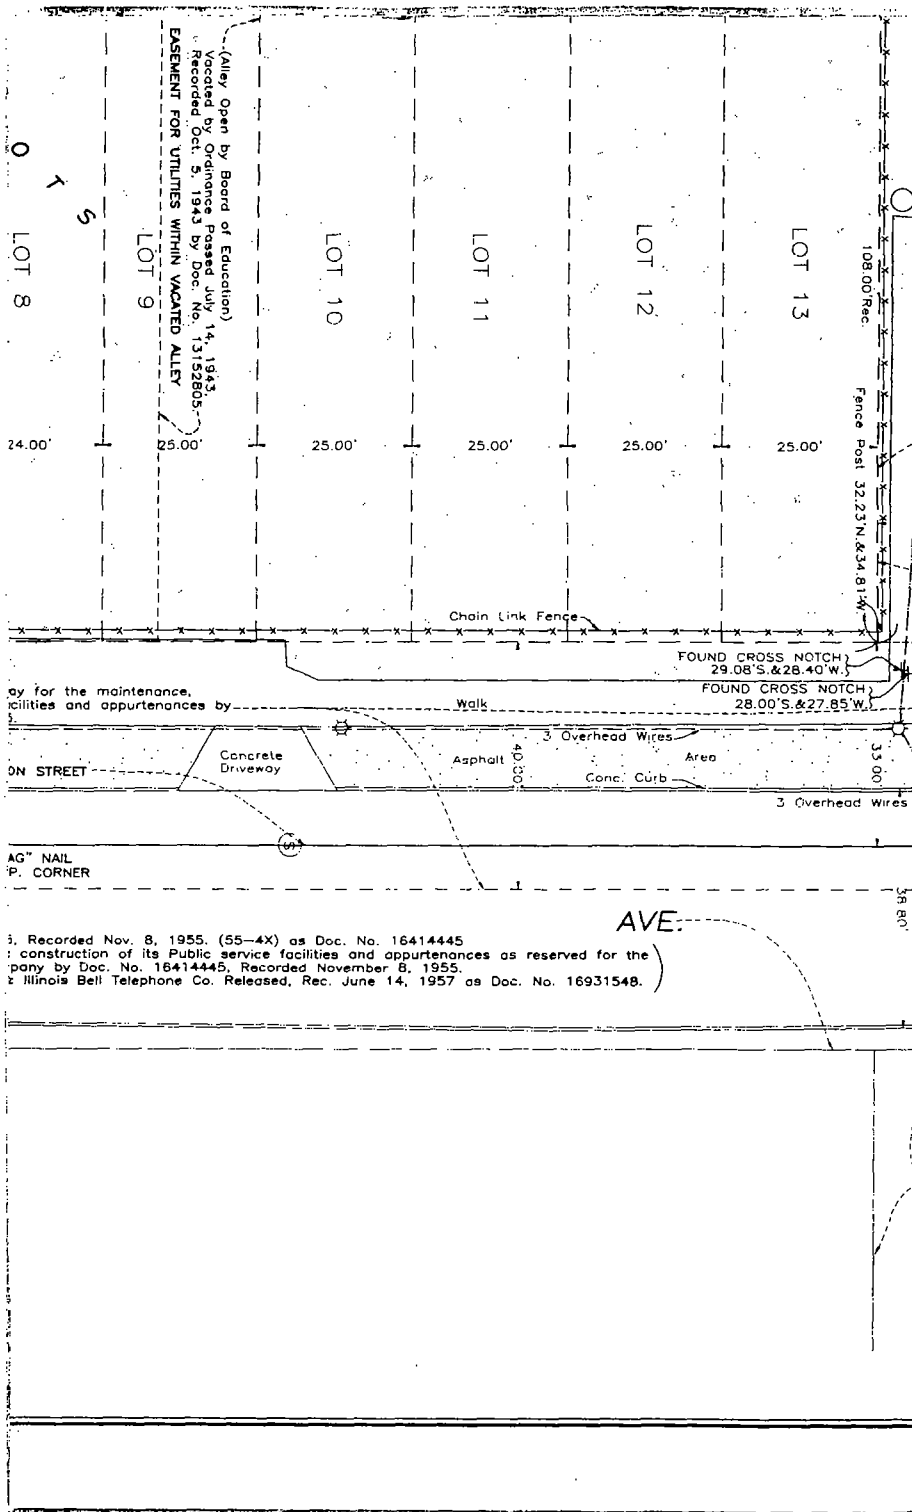 (Alley Open by Board of Education)
Vacated by Ordinance Passed July 14, 1943,
Recorded Oct. 5, 1943 by Doc. No. 13152805
EASEMENT FOR UTILITIES WITHIN VACATED ALLEY
O T S
LOT 8
LOT 9
LOT 10
LOT 11
LOT 12
LOT 13
108.00'Rec.
Fence Post 32.23'N.&34.81'W.
24.00'
25.00'
25.00'
25.00'
25.00'
25.00'
Chain Link Fence
FOUND CROSS NOTCH
29.08'S.&28.40'W.
FOUND CROSS NOTCH
28.00'S.&27.85'W.
ay for the maintenance,
cilities and appurtenances by
Walk
3 Overhead Wires
Concrete
Driveway
Asphalt
Area
33.00
ON STREET
Conc. Curb
3 Overhead Wires
S
AG" NAIL
P. CORNER
38.80'
AVE.
, Recorded Nov. 8, 1955. (55-4X) as Doc. No. 16414445
construction of its Public service facilities and appurtenances as reserved for the
pany by Doc. No. 16414445, Recorded November 8, 1955.
Illinois Bell Telephone Co. Released, Rec. June 14, 1957 as Doc. No. 16931548.